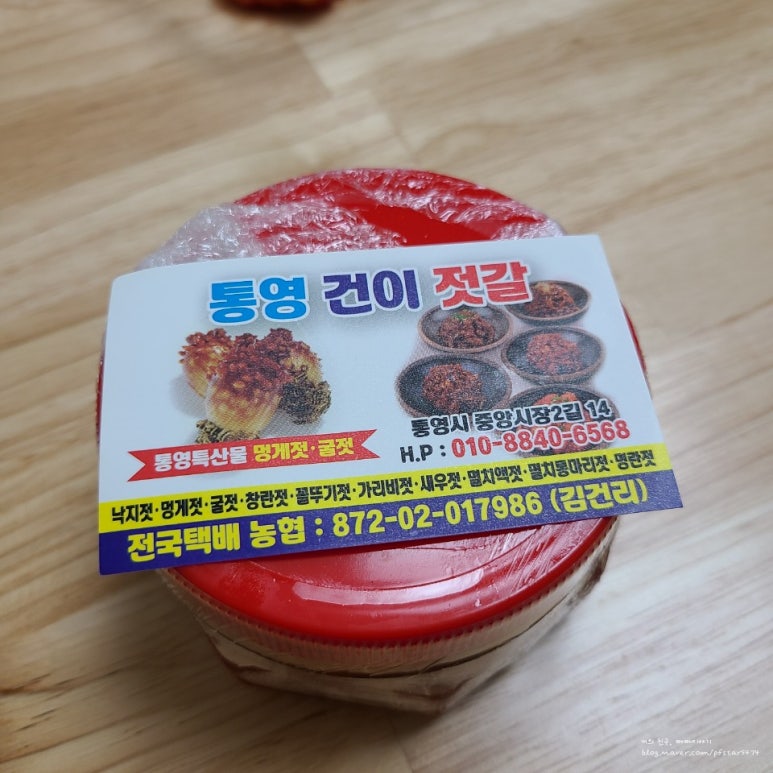 통영 건이 젓갈
통영시 중앙시장2길 14
H.P : 010-8840-6568
통영특산물 멍게젓·굴젓
낙지젓·멍게젓·굴젓·창란젓·꼴뚜기젓·가리비젓·새우젓·멸치액젓·멸치통마리젓·명란젓
전국택배 농협 : 872-02-017986 (김건리)
blog.naver.com/pfstar5474